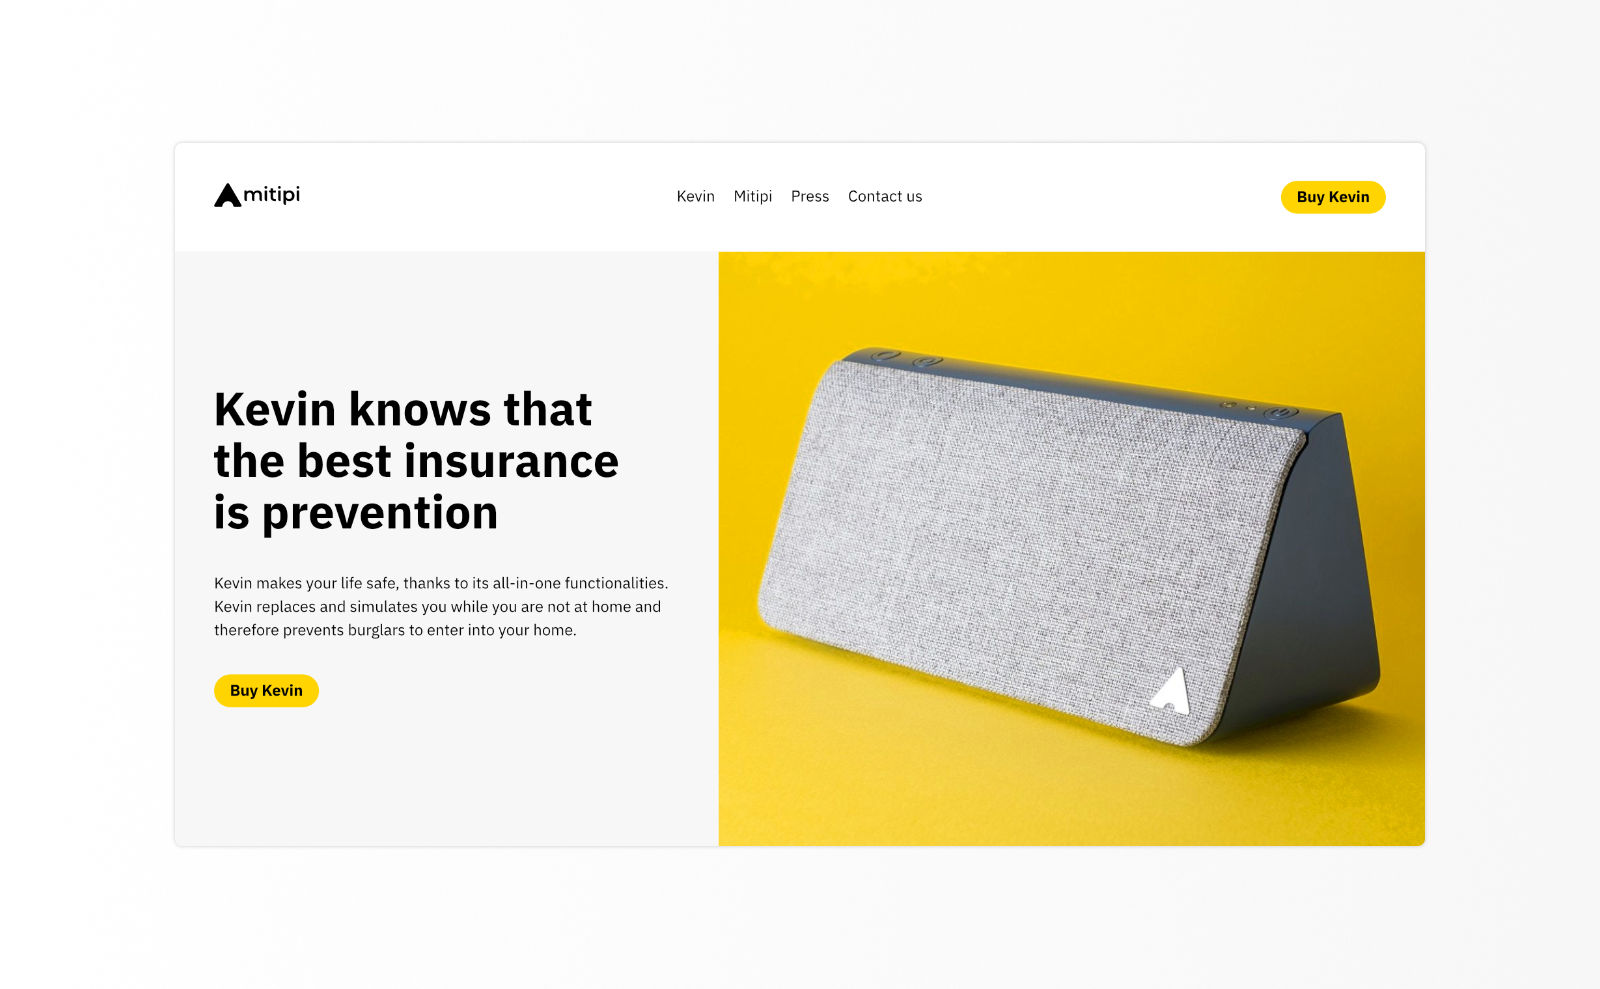 mitipi
Kevin
Mitipi
Press
Contact us
Buy Kevin
Kevin knows that
the best insurance
is prevention
Kevin makes your life safe, thanks to its all-in-one functionalities.
Kevin replaces and simulates you while you are not at home and
therefore prevents burglars to enter into your home.
Buy Kevin